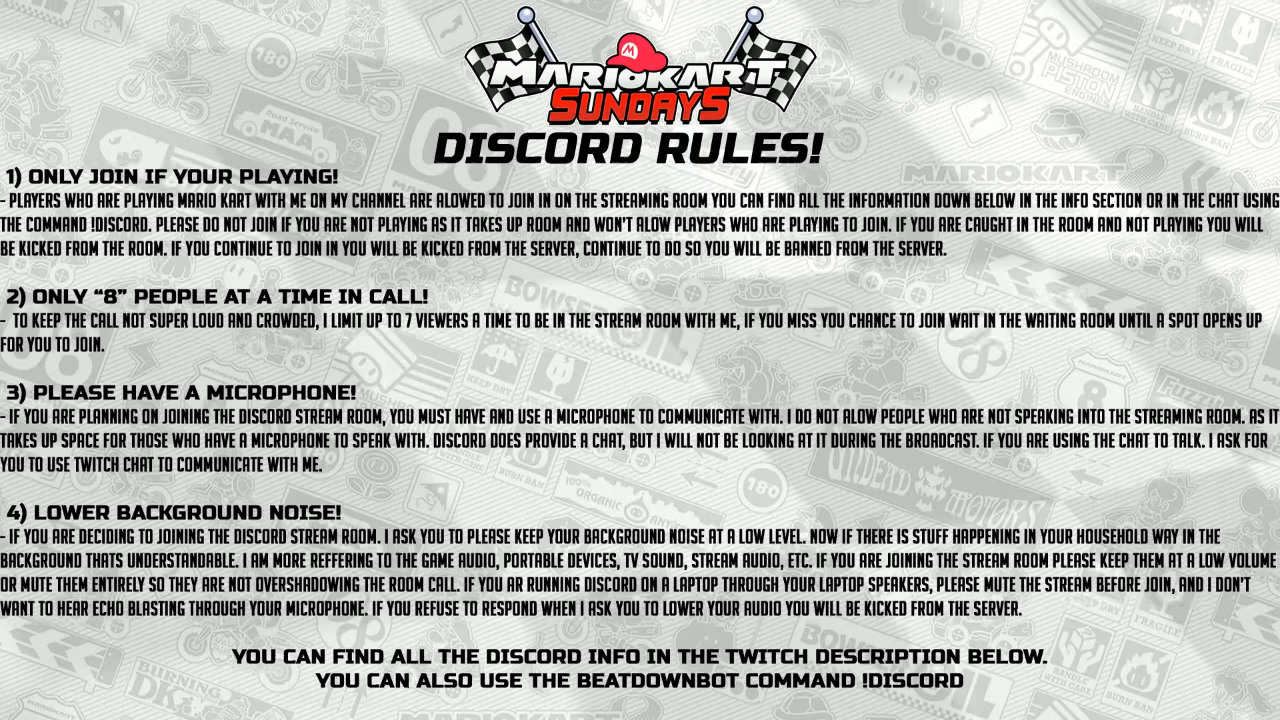 MARIOKART
SUNDAYS
DISCORD RULES!
1) ONLY JOIN IF YOUR PLAYING!
- PLAYERS WHO ARE PLAYING MARIO KART WITH ME ON MY CHANNEL ARE ALOWED TO JOIN IN ON THE STREAMING ROOM YOU CAN FIND ALL THE INFORMATION DOWN BELOW IN THE INFO SECTION OR IN THE CHAT USING
THE COMMAND !DISCORD. PLEASE DO NOT JOIN IF YOU ARE NOT PLAYING AS IT TAKES UP ROOM AND WON'T ALOW PLAYERS WHO ARE PLAYING TO JOIN. IF YOU ARE CAUGHT IN THE ROOM AND NOT PLAYING YOU WILL
BE KICKED FROM THE ROOM. IF YOU CONTINUE TO JOIN IN YOU WILL BE KICKED FROM THE SERVER, CONTINUE TO DO SO YOU WILL BE BANNED FROM THE SERVER.
2) ONLY “8” PEOPLE AT A TIME IN CALL!
- TO KEEP THE CALL NOT SUPER LOUD AND CROWDED, I LIMIT UP TO 7 VIEWERS A TIME TO BE IN THE STREAM ROOM WITH ME, IF YOU MISS YOU CHANCE TO JOIN WAIT IN THE WAITING ROOM UNTIL A SPOT OPENS UP
FOR YOU TO JOIN.
3) PLEASE HAVE A MICROPHONE!
- IF YOU ARE PLANNING ON JOINING THE DISCORD STREAM ROOM, YOU MUST HAVE AND USE A MICROPHONE TO COMMUNICATE WITH. I DO NOT ALOW PEOPLE WHO ARE NOT SPEAKING INTO THE STREAMING ROOM. AS IT
TAKES UP SPACE FOR THOSE WHO HAVE A MICROPHONE TO SPEAK WITH. DISCORD DOES PROVIDE A CHAT, BUT I WILL NOT BE LOOKING AT IT DURING THE BROADCAST. IF YOU ARE USING THE CHAT TO TALK. I ASK FOR
YOU TO USE TWITCH CHAT TO COMMUNICATE WITH ME.
4) LOWER BACKGROUND NOISE!
- IF YOU ARE DECIDING TO JOINING THE DISCORD STREAM ROOM. I ASK YOU TO PLEASE KEEP YOUR BACKGROUND NOISE AT A LOW LEVEL. NOW IF THERE IS STUFF HAPPENING IN YOUR HOUSEHOLD WAY IN THE
BACKGROUND THATS UNDERSTANDABLE. I AM MORE REFFERING TO THE GAME AUDIO, PORTABLE DEVICES, TV SOUND, STREAM AUDIO, ETC. IF YOU ARE JOINING THE STREAM ROOM PLEASE KEEP THEM AT A LOW VOLUME
OR MUTE THEM ENTIRELY SO THEY ARE NOT OVERSHADOWING THE ROOM CALL. IF YOU AR RUNNING DISCORD ON A LAPTOP THROUGH YOUR LAPTOP SPEAKERS, PLEASE MUTE THE STREAM BEFORE JOIN, AND I DON'T
WANT TO HEAR ECHO BLASTING THROUGH YOUR MICROPHONE. IF YOU REFUSE TO RESPOND WHEN I ASK YOU TO LOWER YOUR AUDIO YOU WILL BE KICKED FROM THE SERVER.
YOU CAN FIND ALL THE DISCORD INFO IN THE TWITCH DESCRIPTION BELOW.
YOU CAN ALSO USE THE BEATDOWNBOT COMMAND !DISCORD